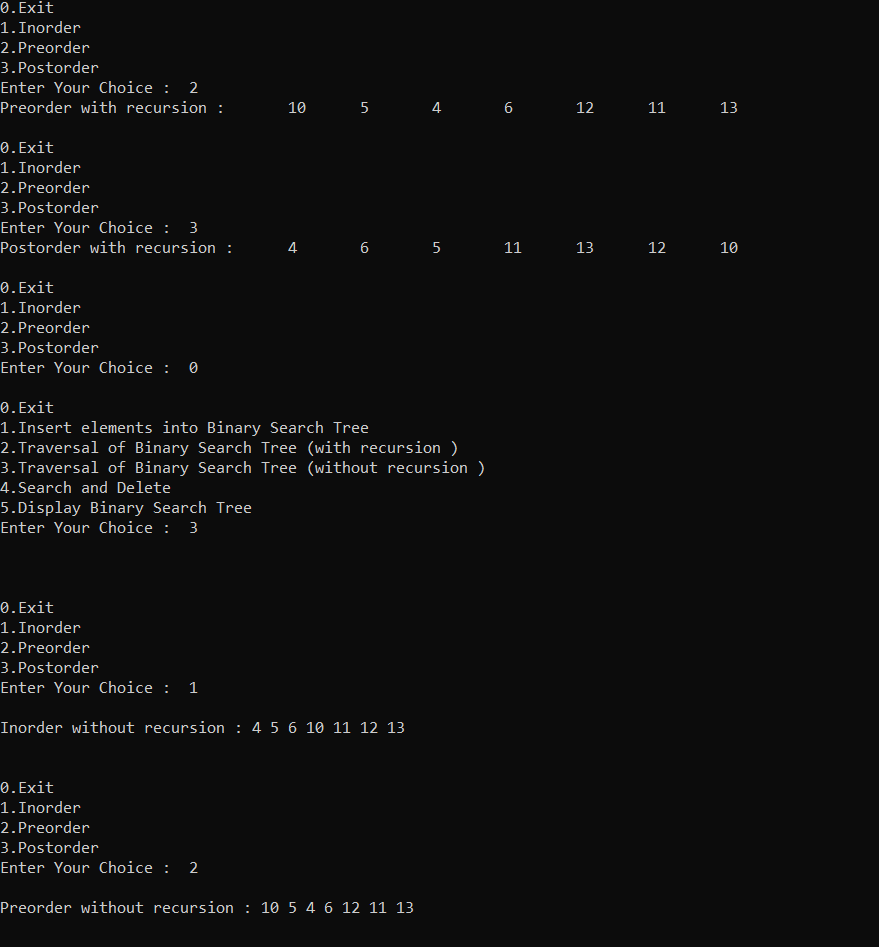 0.Exit
1.Inorder
2.Preorder
3.Postorder
Enter Your Choice :  2
Preorder with recursion :       10      5       4       6       12      11      13
0.Exit
1.Inorder
2.Preorder
3.Postorder
Enter Your Choice :  3
Postorder with recursion :      4       6       5       11      13      12      10
0.Exit
1.Inorder
2.Preorder
3.Postorder
Enter Your Choice :  0
0.Exit
1.Insert elements into Binary Search Tree
2.Traversal of Binary Search Tree (with recursion )
3.Traversal of Binary Search Tree (without recursion )
4.Search and Delete
5.Display Binary Search Tree
Enter Your Choice :  3
0.Exit
1.Inorder
2.Preorder
3.Postorder
Enter Your Choice :  1
Inorder without recursion : 4 5 6 10 11 12 13
0.Exit
1.Inorder
2.Preorder
3.Postorder
Enter Your Choice :  2
Preorder without recursion : 10 5 4 6 12 11 13